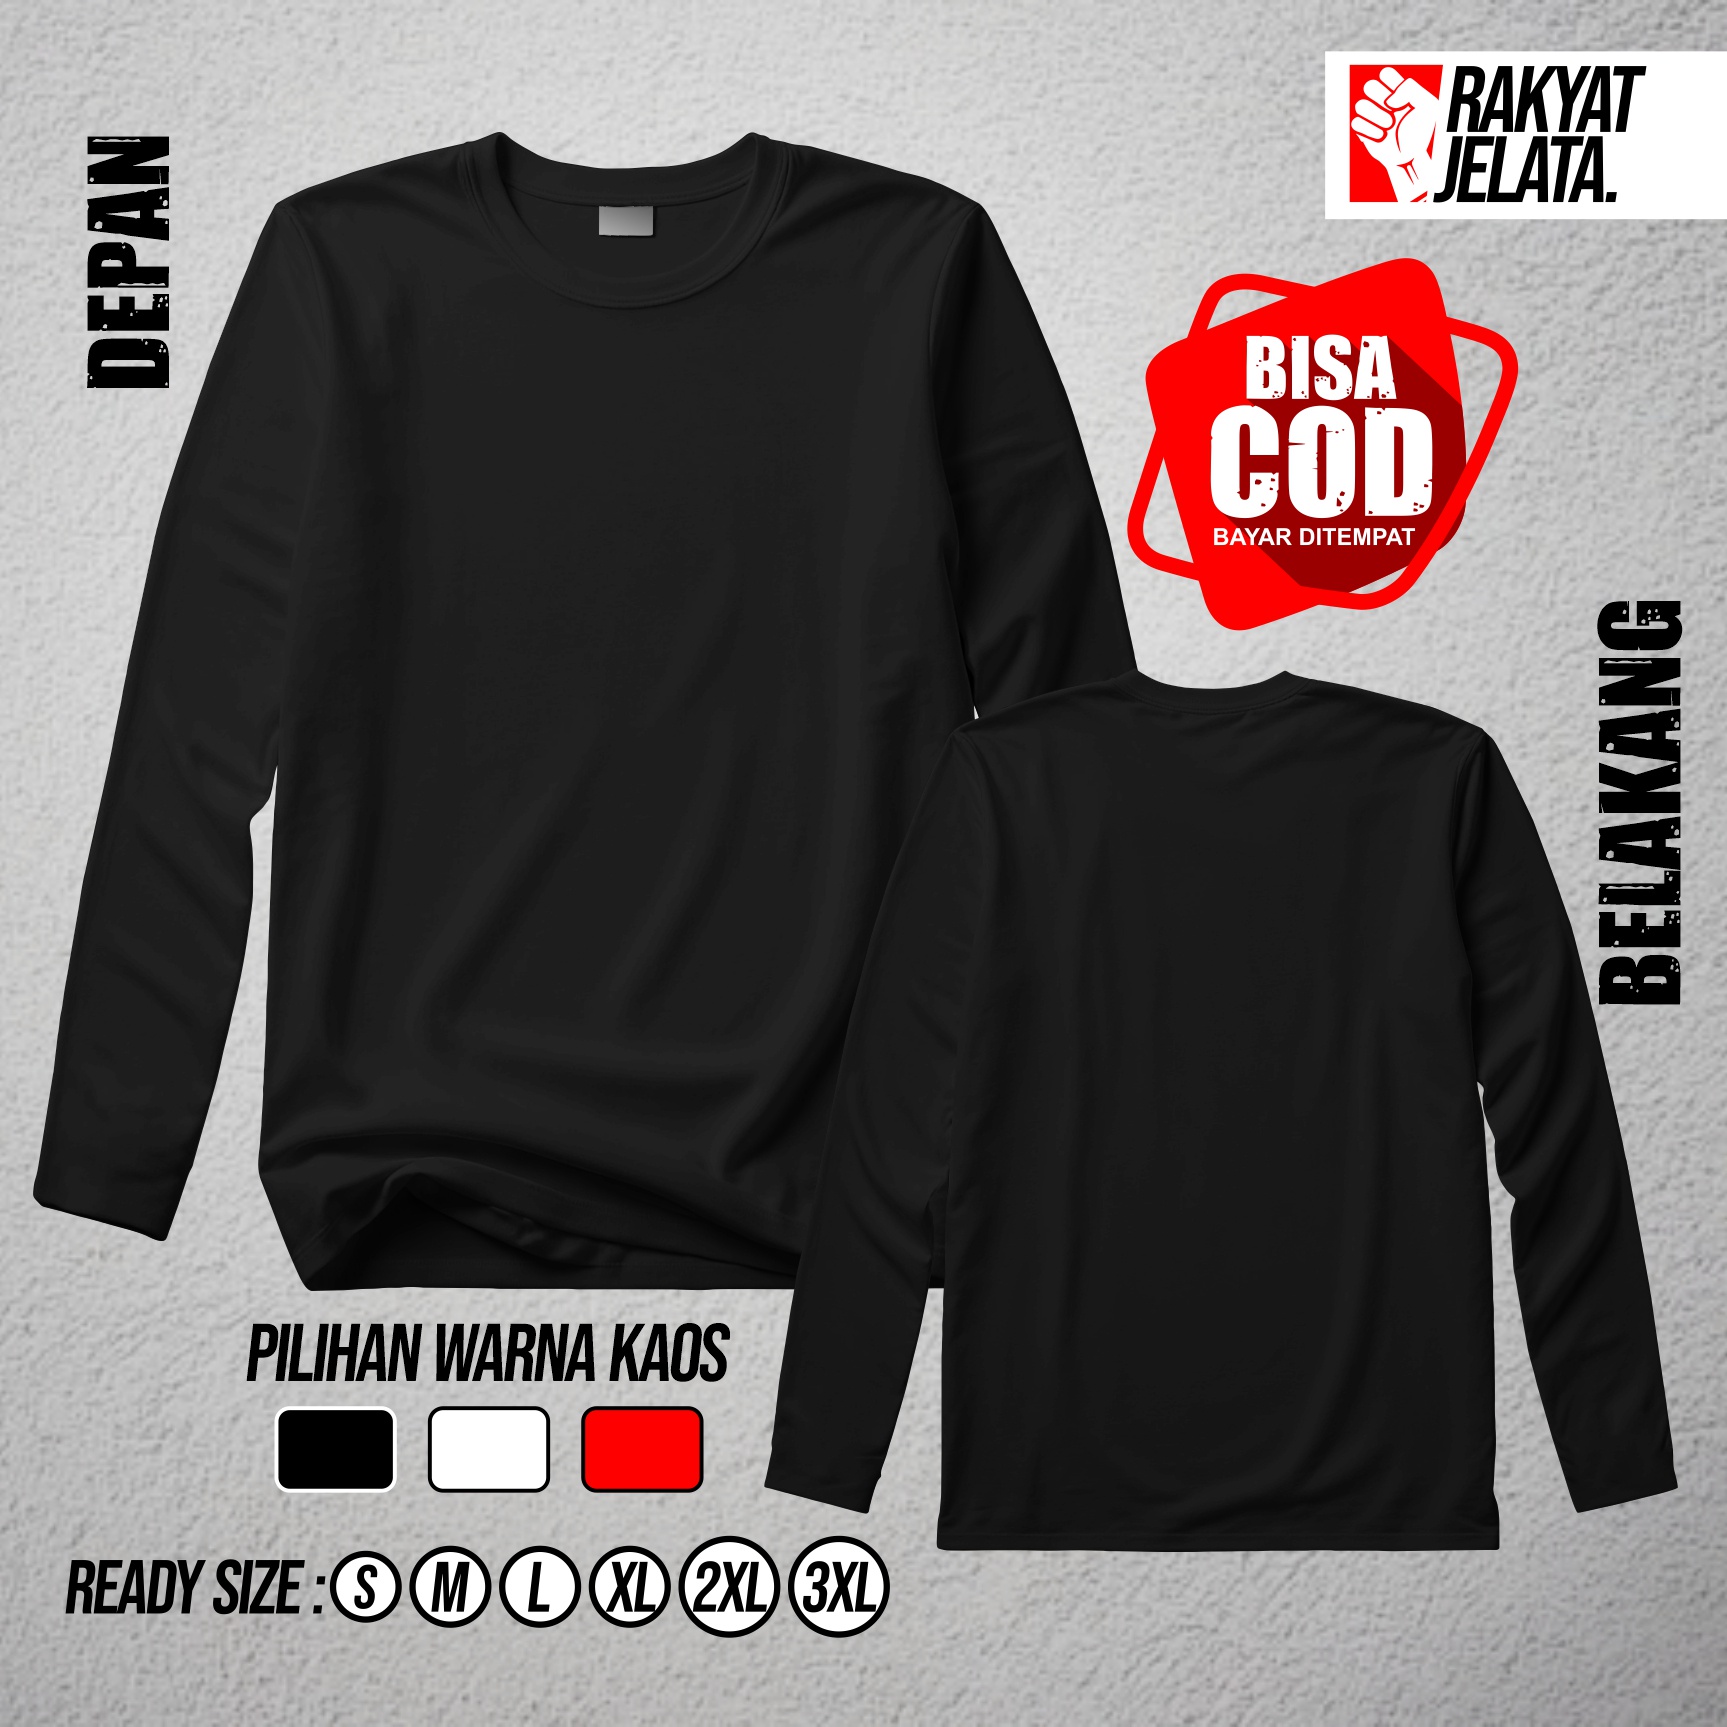 DEPAN
RAKYAT
JELATA.
BISA
COD
BAYAR DITEMPAT
BELAKANG
PILIHAN WARNA KAOS
READY SIZE : S M L XL 2XL 3XL